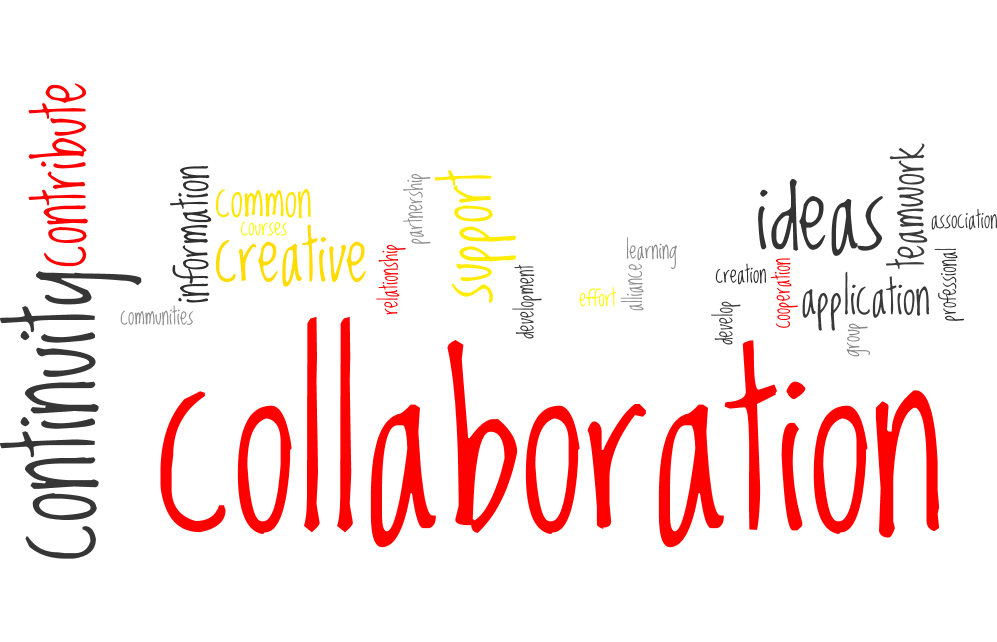 contribute
continuity
information
communities
common
courses
creative
relationship
partnership
support
development
effort
learning
alliance
ideas
creation
cooperation
develop
application
group
teamwork
association
professional
collaboration